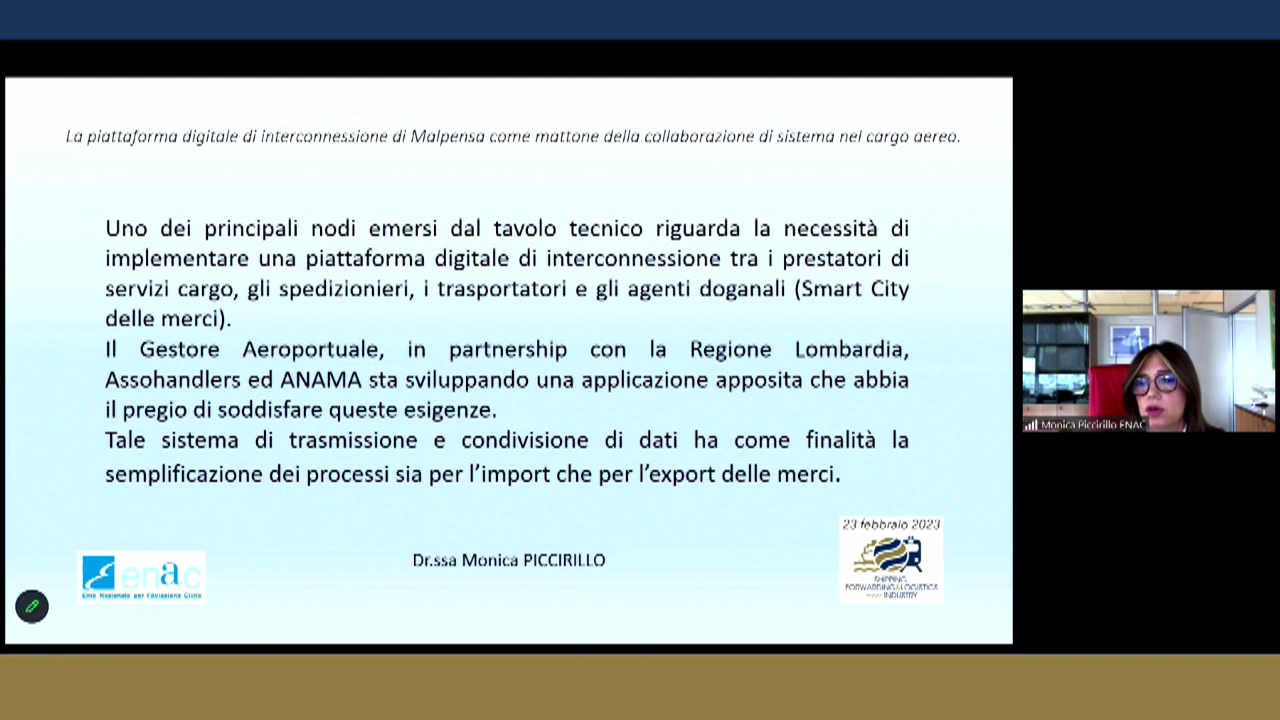 La piattaforma digitale di interconnessione di Malpensa come mattone della collaborazione di sistema nel cargo aereo.
Uno dei principali nodi emersi dal tavolo tecnico riguarda la necessità di
implementare una piattaforma digitale di interconnessione tra i prestatori di
servizi cargo, gli spedizionieri, i trasportatori e gli agenti doganali (Smart City
delle merci).
Il Gestore Aeroportuale, in partnership con la Regione Lombardia,
Assohandlers ed ANAMA sta sviluppando una applicazione apposita che abbia
il pregio di soddisfare queste esigenze.
Tale sistema di trasmissione e condivisione di dati ha come finalità la
semplificazione dei processi sia per l’import che per l’export delle merci.
enac
Ente Nazionale per l'Aviazione Civile
Dr.ssa Monica PICCIRILLO
23 febbraio 2023
SHIPPING,
FORWARDING&LOGISTICS
meet INDUSTRY
Monica Piccirillo ENAC